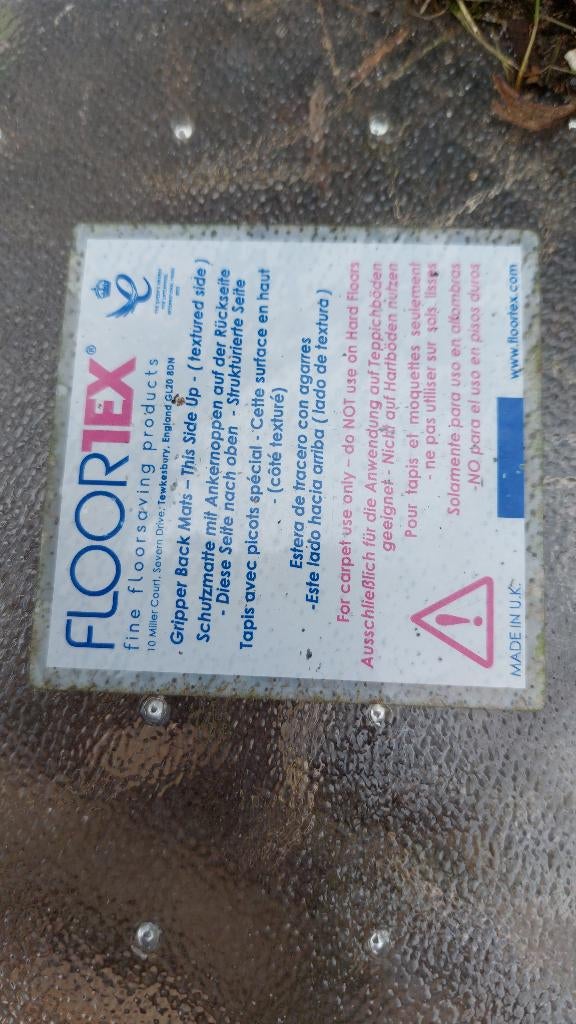 FLOORTEX®
fine floorsaving products
10 Miller Court, Severn Drive, Tewkesbury, England GL20 8DN
Gripper Back Mats – This Side Up - (textured side)
Schutzmatte mit Ankernoppen auf der Rückseite
- Diese Seite nach oben - Strukturierte Seite
Tapis avec picots spécial - Cette surface en haut
- (côté texturé)
Estera de tracero con agarres
-Este lado hacia arriba (lado de textura)
For carpet use only – do NOT use on Hard Floors
Ausschließlich für die Anwendung auf Teppichböden
geeignet - Nicht auf Hartböden nutzen
Pour tapis et moquettes seulement
- ne pas utiliser sur sols lisses
Solamente para uso en alfombras
-NO para el uso en pisos duros
MADE IN U.K.
www.floortex.com